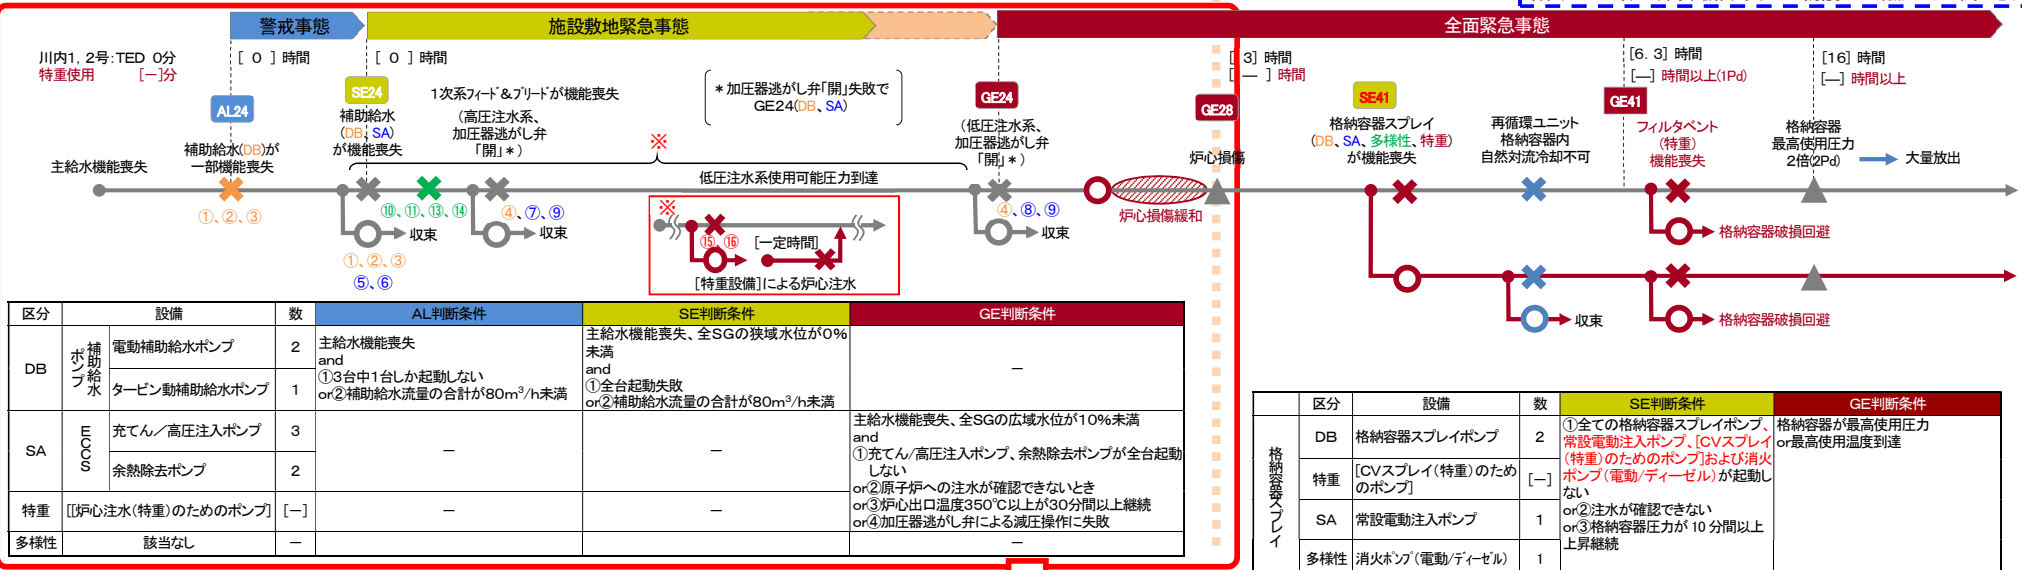 警戒事態
施設敷地緊急事態
全面緊急事態
川内1, 2号:TED 0分
特重使用 [－]分
[ 0 ] 時間
[ 0 ] 時間
[ 3] 時間
[ — ] 時間
[6. 3] 時間
[—] 時間以上(1Pd)
[16] 時間
[—] 時間以上
AL24
SE24
GE24
GE28
SE41
GE41
主給水機能喪失
補助給水(DB)が
一部機能喪失
補助給水
(DB、SA)
が機能喪失
1次系フィード&ブリードが機能喪失
(高圧注水系、
加圧器逃がし弁
「開」*)
*加圧器逃がし弁「開」失敗で
GE24(DB、SA)
※
低圧注水系使用可能圧力到達
(低圧注水系、
加圧器逃がし弁
「開」*)
炉心損傷
炉心損傷緩和
格納容器スプレイ
(DB、SA、多様性、特重)
が機能喪失
再循環ユニット
格納容器内
自然対流冷却不可
フィルタベント
(特重)
機能喪失
格納容器
最高使用圧力
2倍(2Pd)
大量放出
①、②、③
⑩、⑪、⑬、⑭
④、⑦、⑨
④、⑧、⑨
収束
収束
収束
①、②、③
⑤、⑥
※
⑮、⑯
[一定時間]
[特重設備]による炉心注水
格納容器破損回避
収束
格納容器破損回避
区分 設備 数 AL判断条件 SE判断条件 GE判断条件
DB 補助給水ポンプ 電動補助給水ポンプ 2
タービン動補助給水ポンプ 1
主給水機能喪失
and
①3台中1台しか起動しない
or②補助給水流量の合計が80m³/h未満
主給水機能喪失、全SGの狭域水位が0%
未満
and
①全台起動失敗
or②補助給水流量の合計が80m³/h未満
－
SA ECCS 充てん/高圧注入ポンプ 3
余熱除去ポンプ 2
－ －
主給水機能喪失、全SGの広域水位が10%未満
and
①充てん/高圧注入ポンプ、余熱除去ポンプが全台起動
しない
or②原子炉への注水が確認できないとき
or③炉心出口温度350℃以上が30分間以上継続
or④加圧器逃がし弁による減圧操作に失敗
特重 [[炉心注水(特重)のためのポンプ] [－] － －
多様性 該当なし － －
区分 設備 数 SE判断条件 GE判断条件
格納容器スプレイ
DB 格納容器スプレイポンプ 2
特重 [CVスプレイ(特重)のため
のポンプ] [－]
SA 常設電動注入ポンプ 1
多様性 消火ポンプ(電動/ディーゼル) 1
①全ての格納容器スプレイポンプ、
常設電動注入ポンプ、[CVスプレイ
(特重)のためのポンプ]および消火
ポンプ(電動/ディーゼル)が起動し
ない
or②注水が確認できない
or③格納容器圧力が 10 分間以上
上昇継続
格納容器が最高使用圧力
or最高使用温度到達